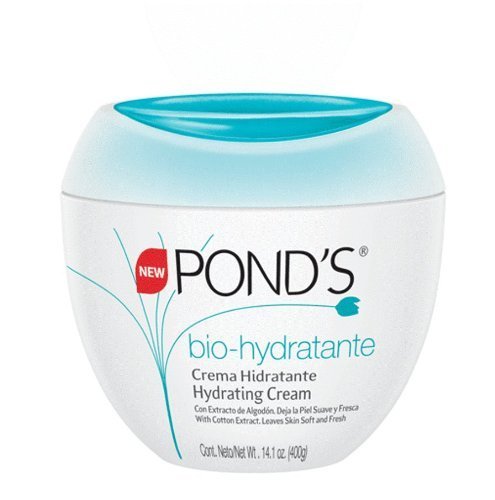 NEW
POND'S®
bio-hydratante
Crema Hidratante
Hydrating Cream
Con Extracto de Algodón. Deja la Piel Suave y Fresca
With Cotton Extract. Leaves Skin Soft and Fresh
Cont. Neto/Net Wt. 14.1 oz. (400g)